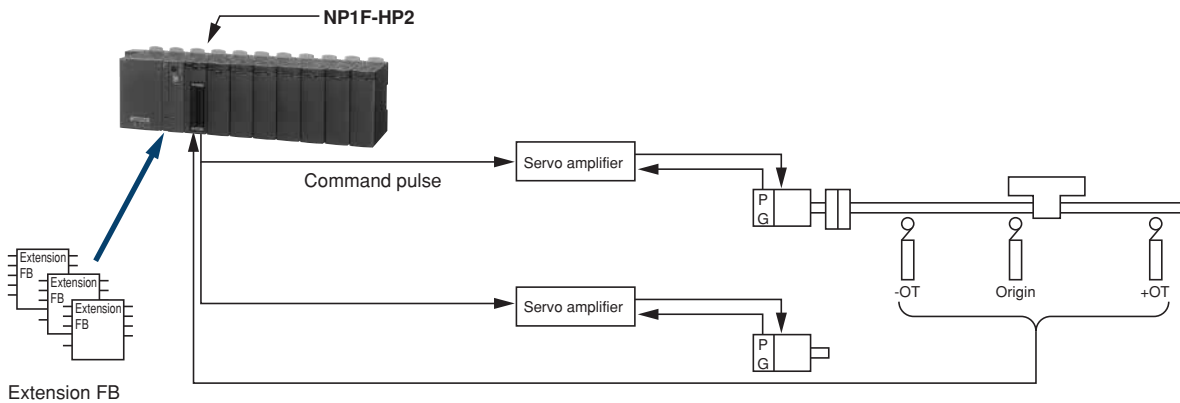 NP1F-HP2
Servo amplifier
Command pulse
P
G
Extension
FB
Extension
FB
Extension
FB
-OT
Origin
+OT
Servo amplifier
P
G
Extension FB